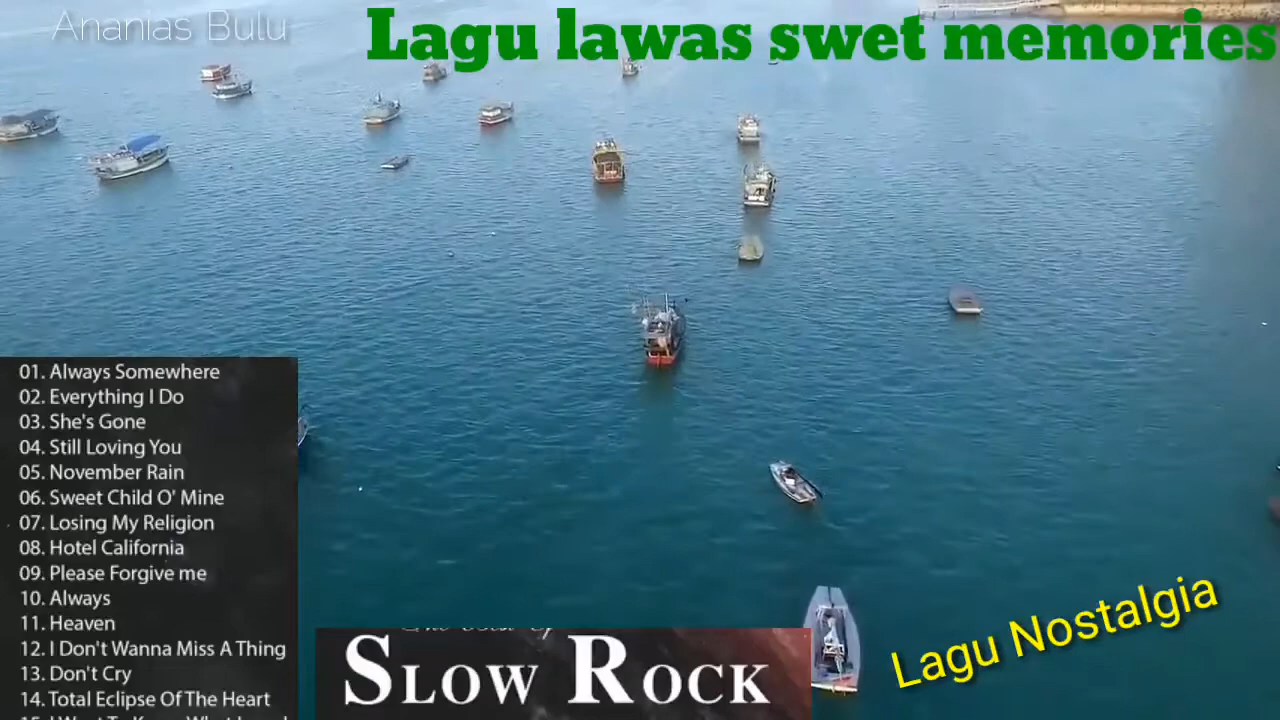 Ananias Bulu
Lagu lawas swet memories
01. Always Somewhere
02. Everything I Do
03. She's Gone
04. Still Loving You
05. November Rain
06. Sweet Child O' Mine
07. Losing My Religion
08. Hotel California
09. Please Forgive me
10. Always
11. Heaven
12. I Don't Wanna Miss A Thing
13. Don't Cry
14. Total Eclipse Of The Heart
SLOW ROCK
Lagu Nostalgia